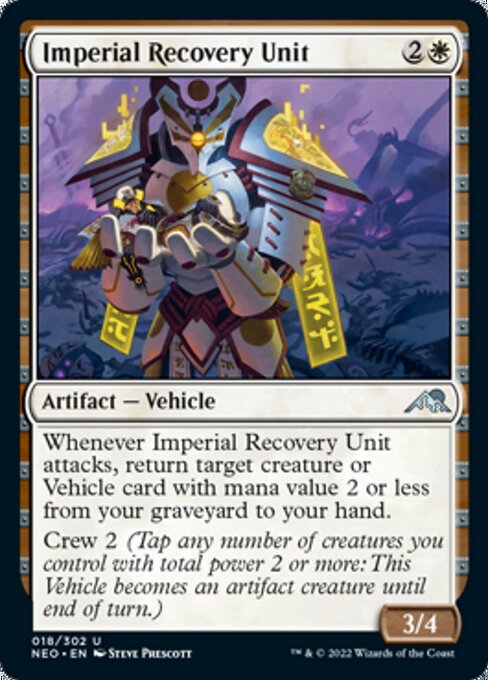 Imperial Recovery Unit 2
Artifact — Vehicle
Whenever Imperial Recovery Unit
attacks, return target creature or
Vehicle card with mana value 2 or less
from your graveyard to your hand.
Crew 2 (Tap any number of creatures you
control with total power 2 or more: This
Vehicle becomes an artifact creature until
end of turn.)
3/4
018/302 U
NEO • EN Steve Prescott ™ & © 2022 Wizards of the Coast